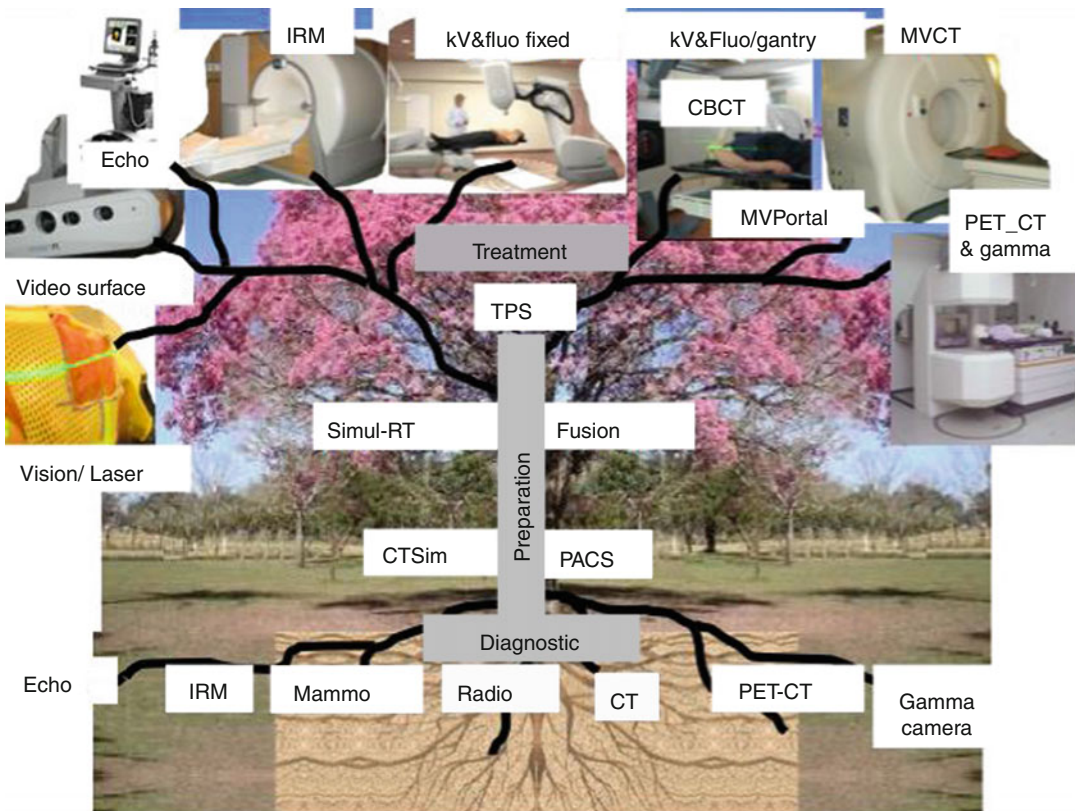 IRM
kV&fluo fixed
kV&Fluo/gantry
MVCT
CBCT
Echo
MVPortal
PET_CT
& gamma
Treatment
Video surface
TPS
Simul-RT
Fusion
Vision/ Laser
Preparation
CTSim
PACS
Diagnostic
Echo
IRM
Mammo
Radio
CT
PET-CT
Gamma
camera